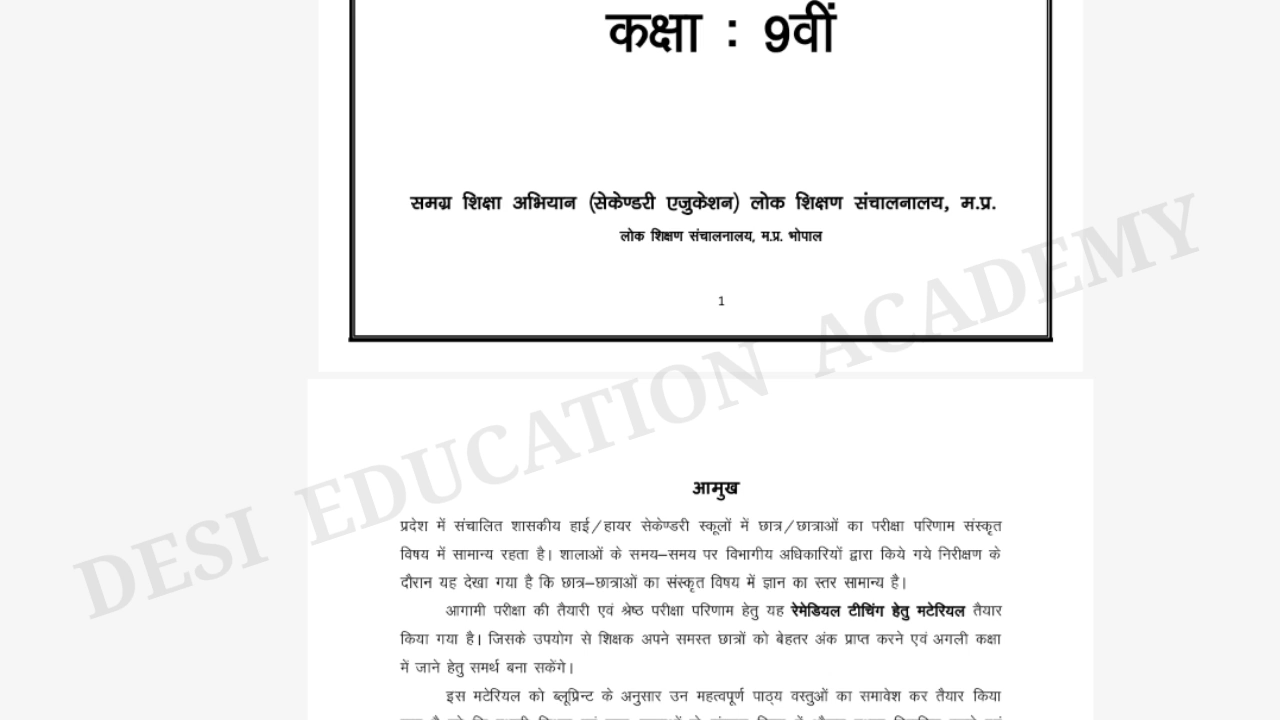 कक्षा : 9वीं
समग्र शिक्षा अभियान (सेकेण्डरी एजुकेशन) लोक शिक्षण संचालनालय, म.प्र.
लोक शिक्षण संचालनालय, म.प्र. भोपाल
1
DESI EDUCATION ACADEMY
आमुख
प्रदेश में संचालित शासकीय हाई/हायर सेकेण्डरी स्कूलों में छात्र/छात्राओं का परीक्षा परिणाम संस्कृत
विषय में सामान्य रहता है। शालाओं के समय–समय पर विभागीय अधिकारियों द्वारा किये गये निरीक्षण के
दौरान यह देखा गया है कि छात्र–छात्राओं का संस्कृत विषय में ज्ञान का स्तर सामान्य है।
आगामी परीक्षा की तैयारी एवं श्रेष्ठ परीक्षा परिणाम हेतु यह रेमेडियल टीचिंग हेतु मटेरियल तैयार
किया गया है। जिसके उपयोग से शिक्षक अपने समस्त छात्रों को बेहतर अंक प्राप्त करने एवं अगली कक्षा
में जाने हेतु समर्थ बना सकेंगे।
इस मटेरियल को ब्लूप्रिन्ट के अनुसार उन महत्वपूर्ण पाठ्य वस्तुओं का समावेश कर तैयार किया